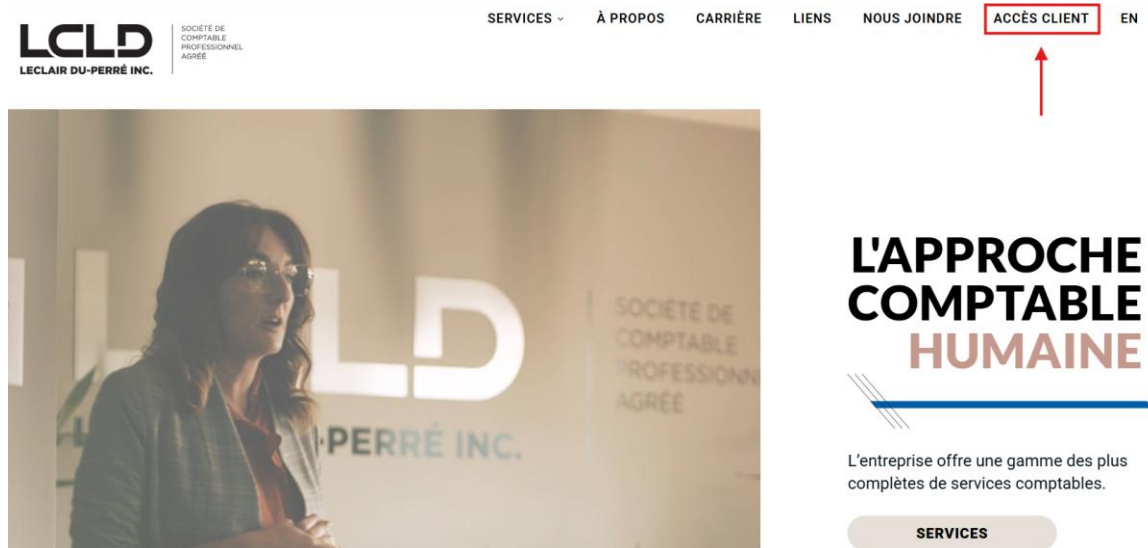 SERVICES
À PROPOS
CARRIÈRE
LIENS
NOUS JOINDRE
ACCÈS CLIENT
EN
LCLD
LECLAIR DU-PERRÉ INC.
SOCIÉTÉ DE
COMPTABLE
PROFESSIONNEL
AGRÉÉ
LD
SOCIÉTÉ DE
COMPTABLE
PROFESSIONN
AGRÉÉ
-PERRÉ INC.
L'APPROCHE
COMPTABLE
HUMAINE
L'entreprise offre une gamme des plus
complètes de services comptables.
SERVICES